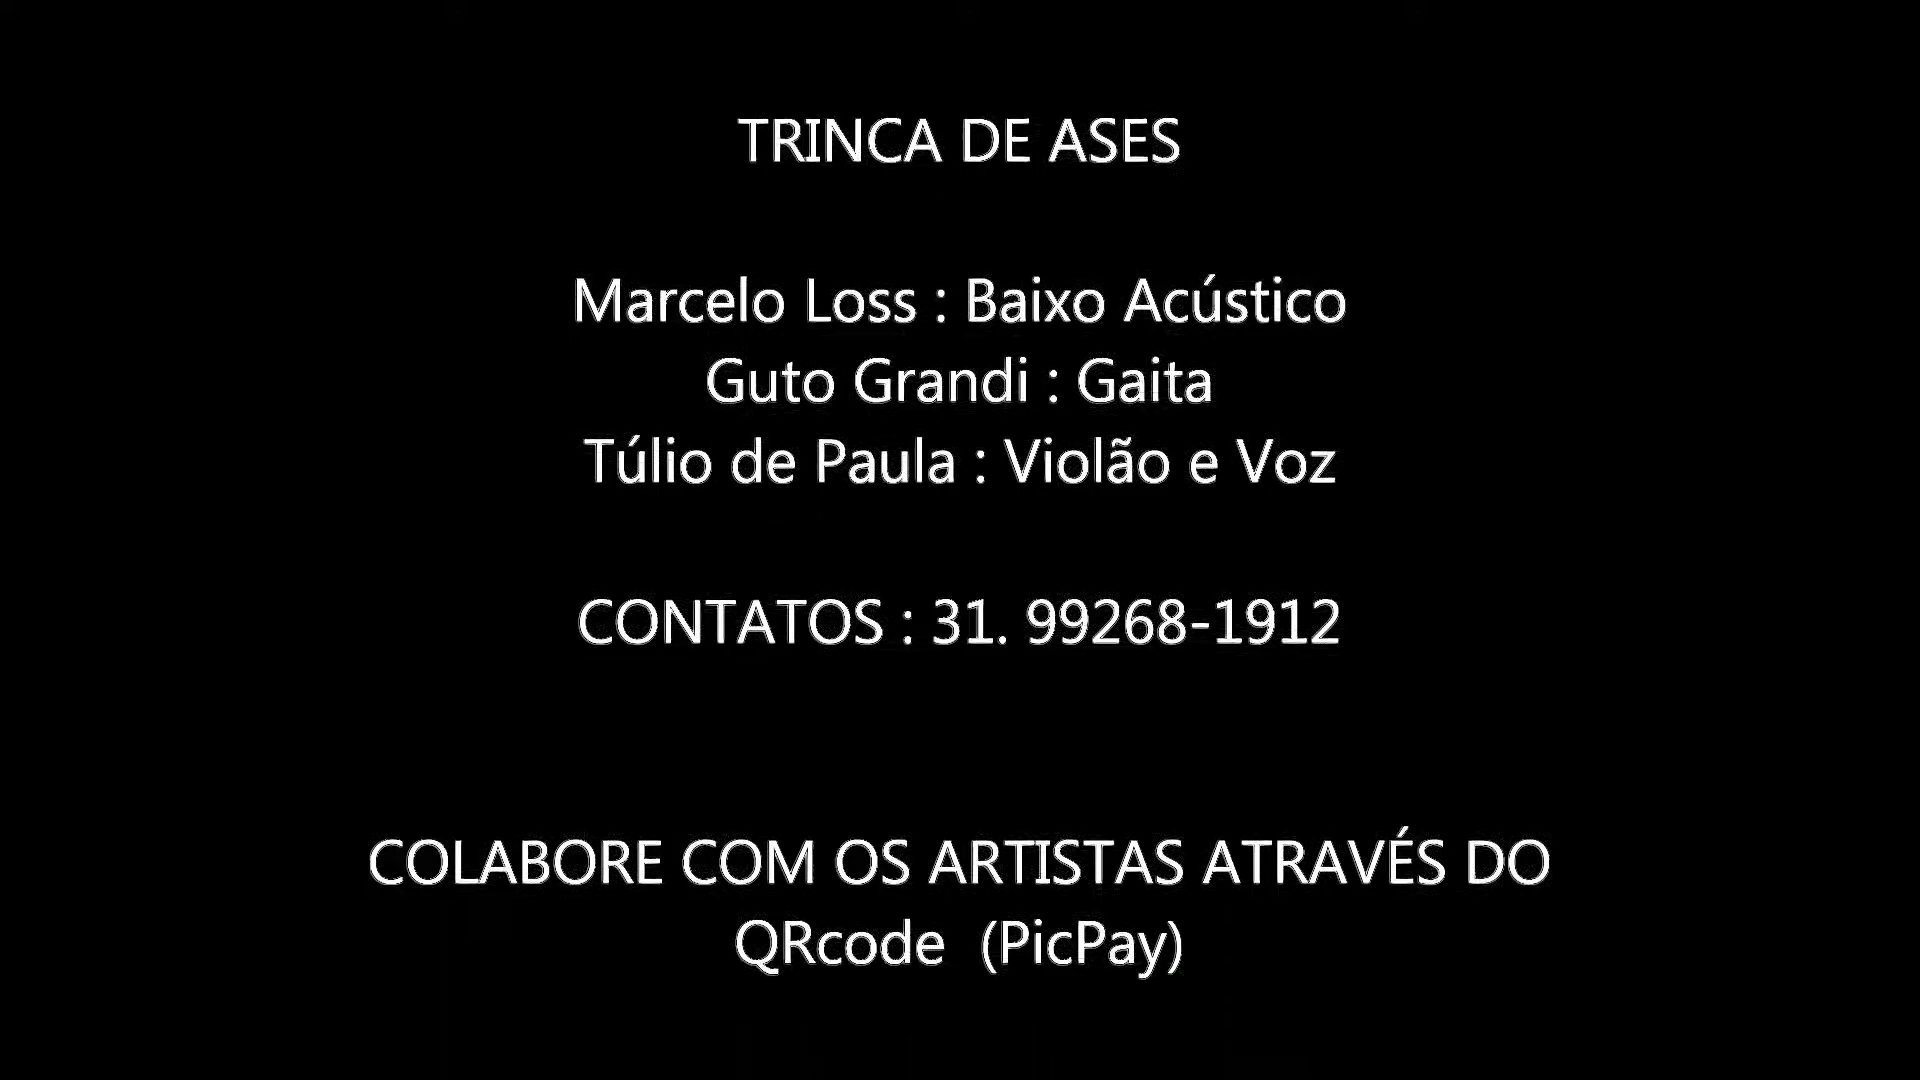 TRINCA DE ASES
Marcelo Loss : Baixo Acústico
Guto Grandi : Gaita
Túlio de Paula : Violão e Voz
CONTATOS : 31. 99268-1912
COLABORE COM OS ARTISTAS ATRAVÉS DO
QRcode  (PicPay)